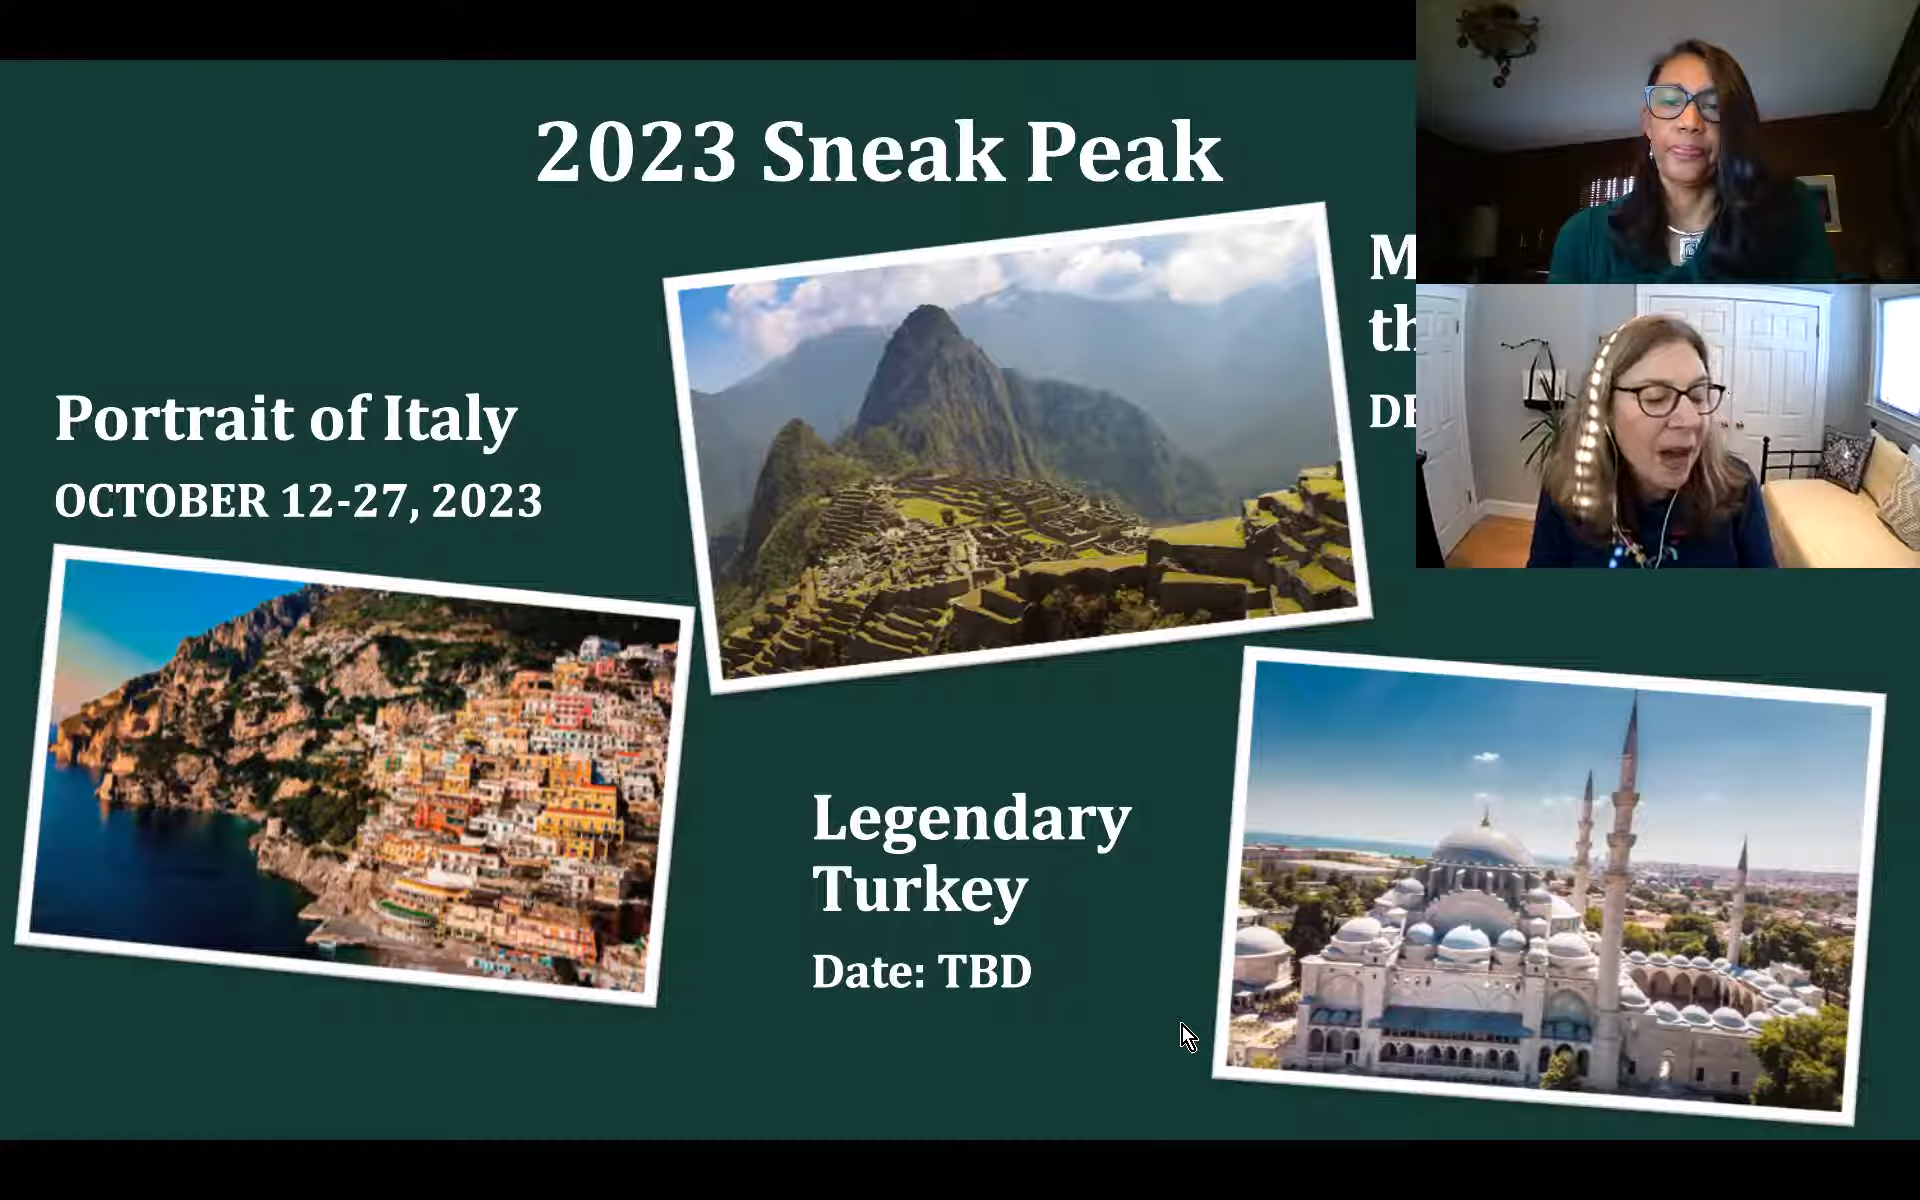 2023 Sneak Peak
Portrait of Italy
OCTOBER 12-27, 2023
Legendary
Turkey
Date: TBD